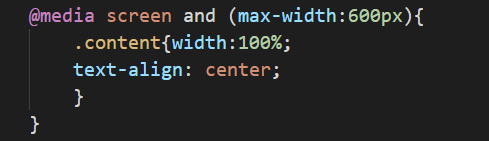 @media screen and (max-width:600px){
.content{width:100%;
text-align: center;
}
}